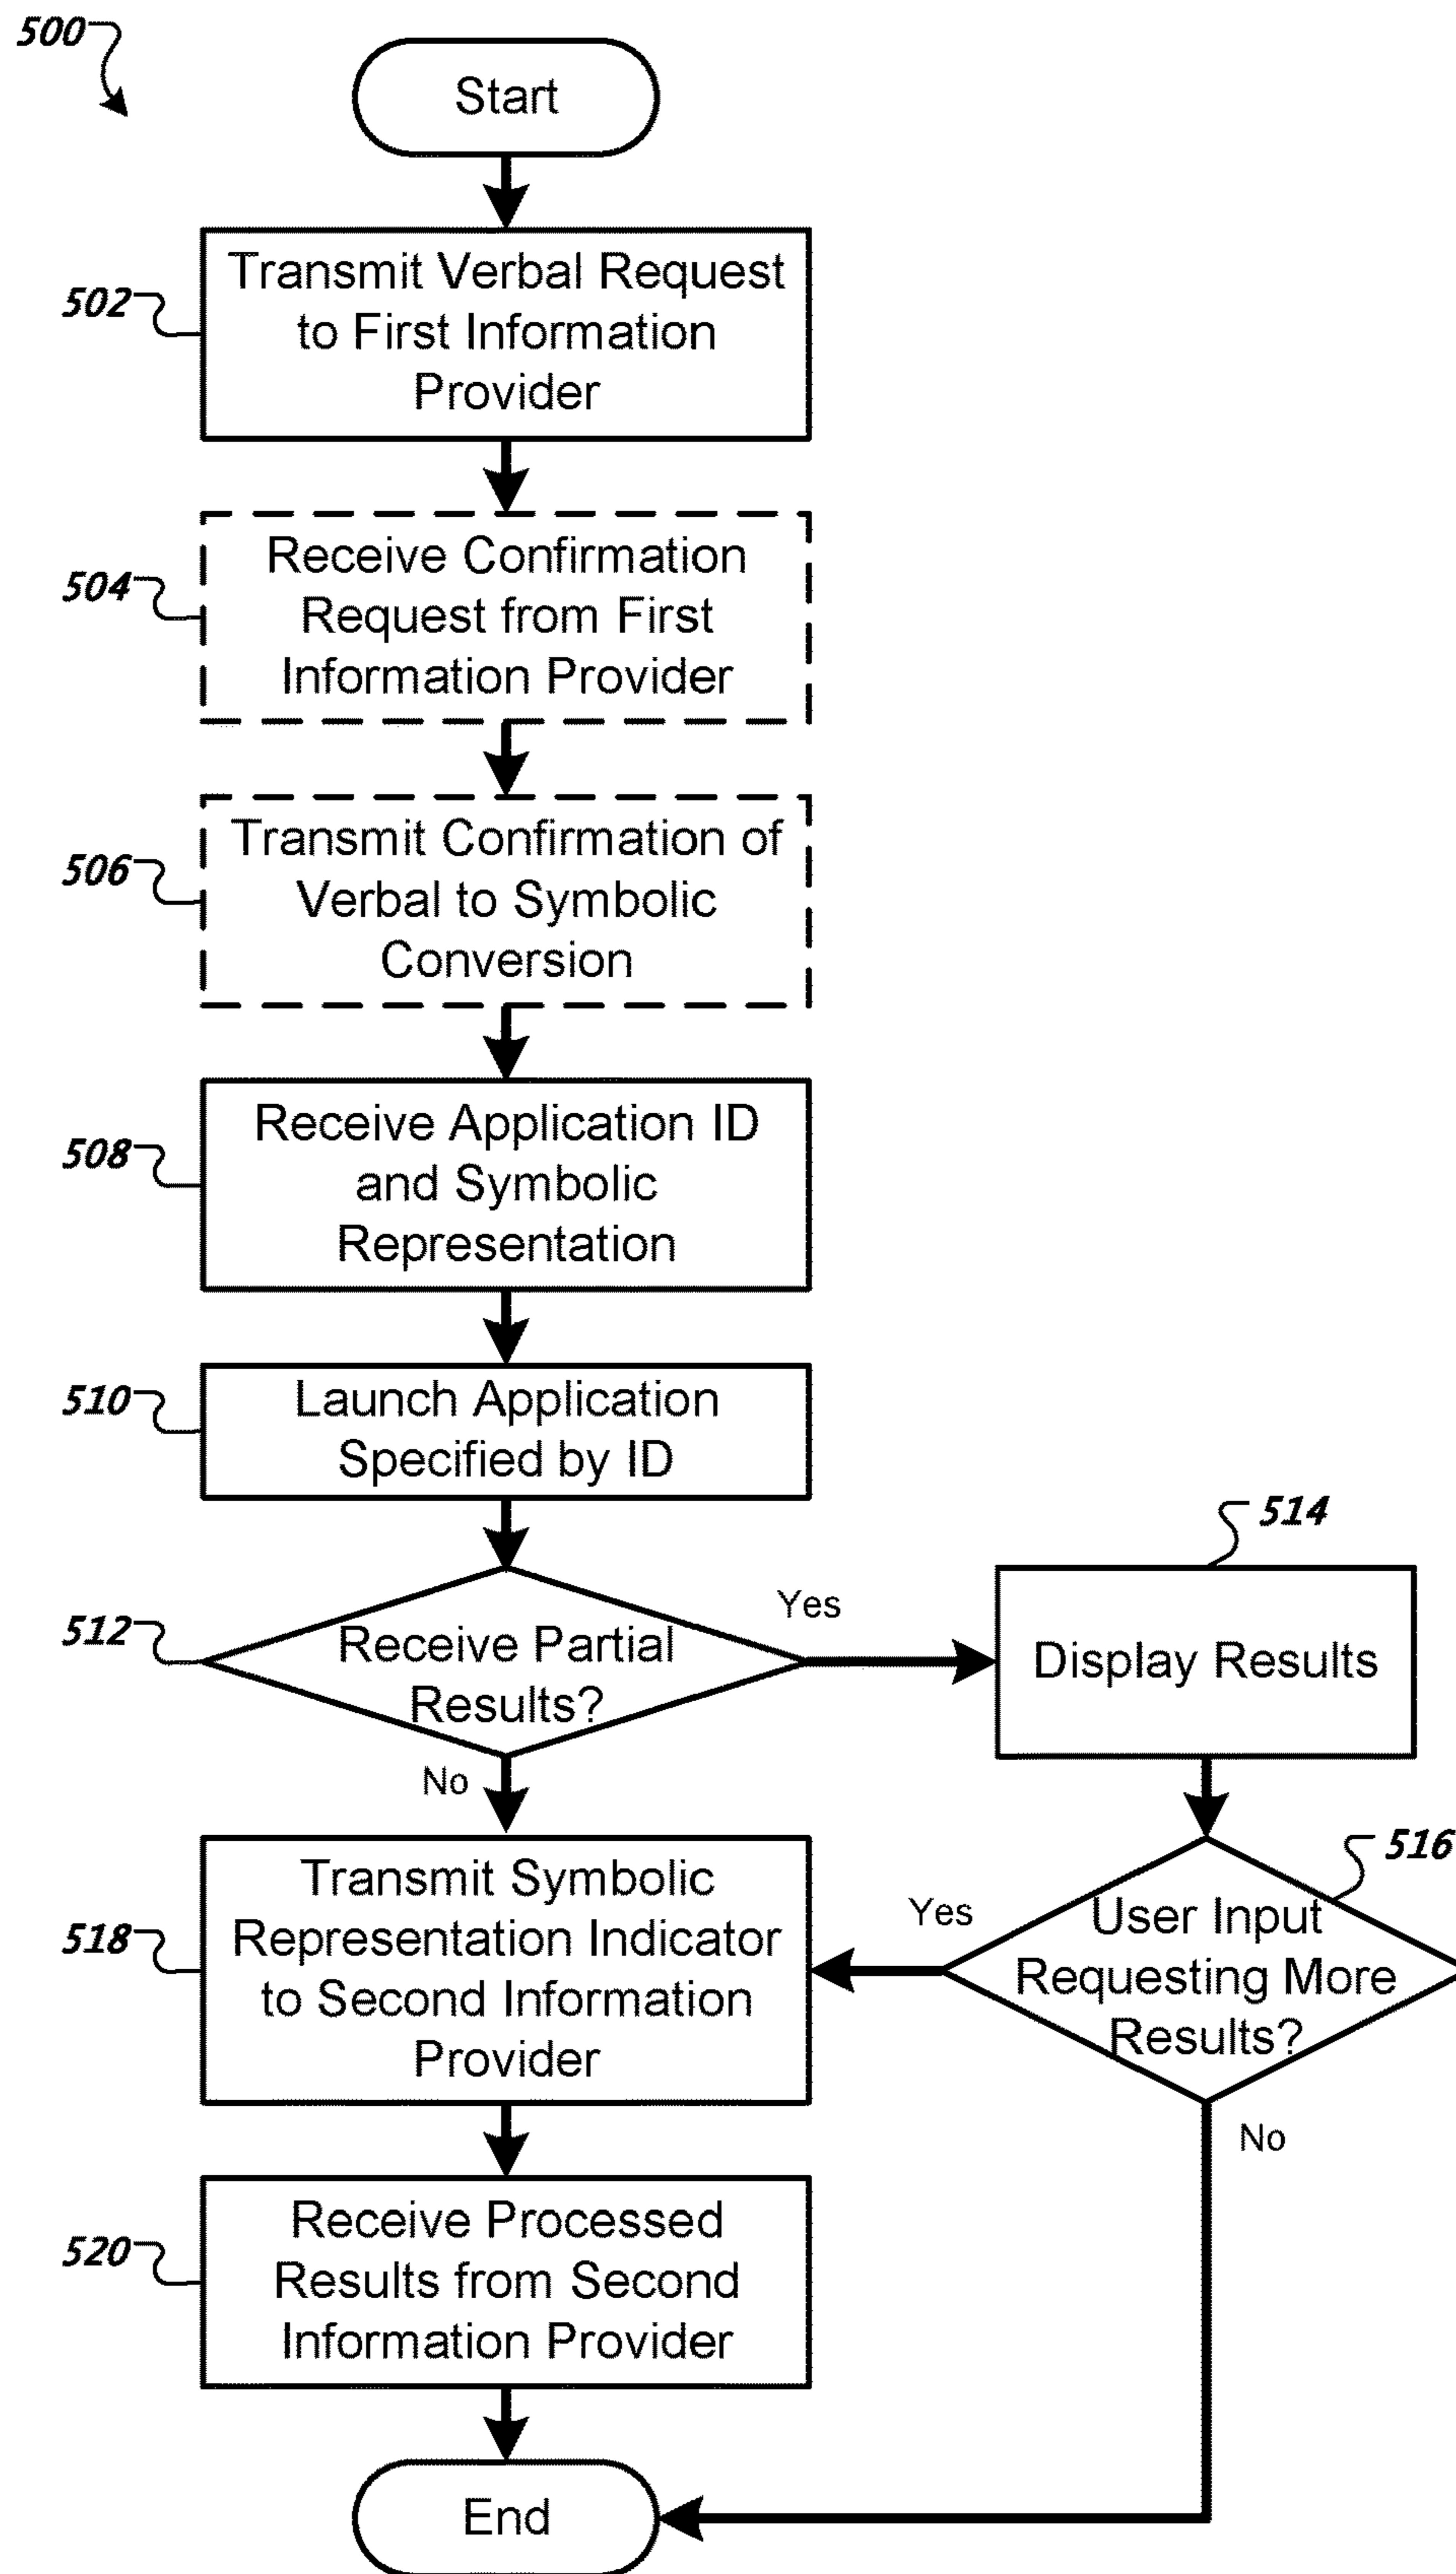 500
Start
502
Transmit Verbal Request
to First Information
Provider
504
Receive Confirmation
Request from First
Information Provider
506
Transmit Confirmation of
Verbal to Symbolic
Conversion
508
Receive Application ID
and Symbolic
Representation
510
Launch Application
Specified by ID
512
Receive Partial
Results?
Yes
No
514
Display Results
516
User Input
Requesting More
Results?
Yes
No
518
Transmit Symbolic
Representation Indicator
to Second Information
Provider
520
Receive Processed
Results from Second
Information Provider
End